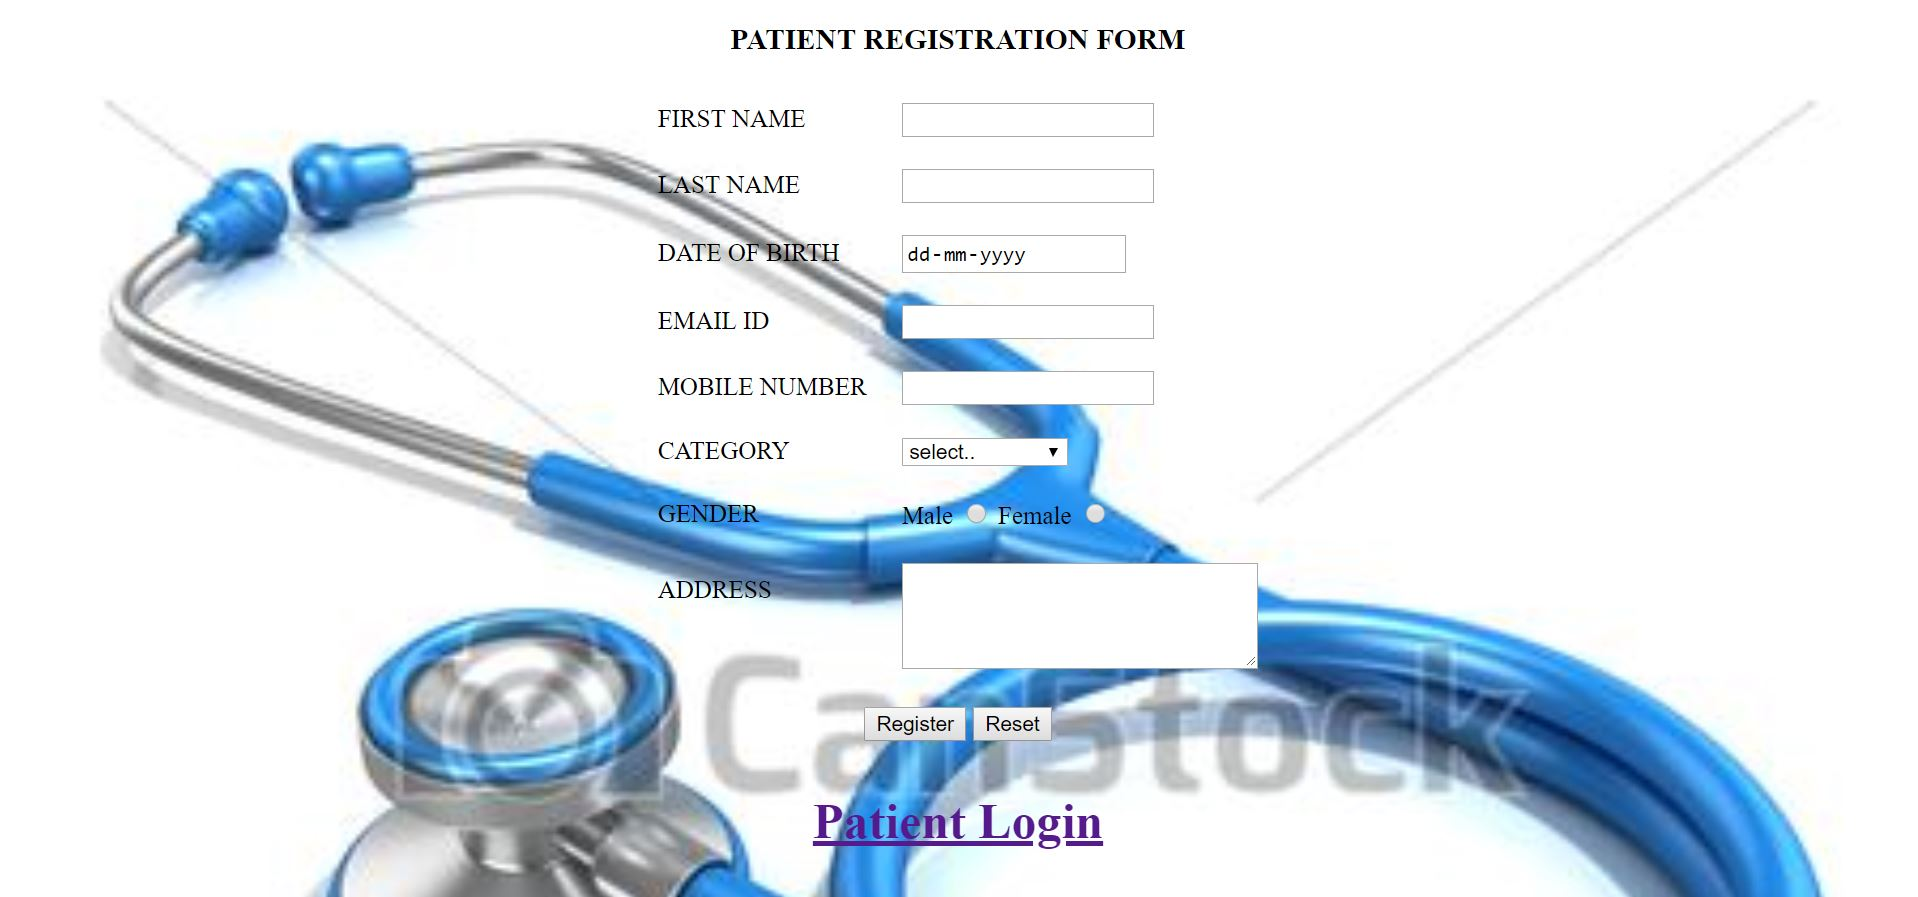 PATIENT REGISTRATION FORM
FIRST NAME
LAST NAME
DATE OF BIRTH dd-mm-yyyy
EMAIL ID
MOBILE NUMBER
CATEGORY select..
GENDER Male Female
ADDRESS
CanStock
Register Reset
Patient Login